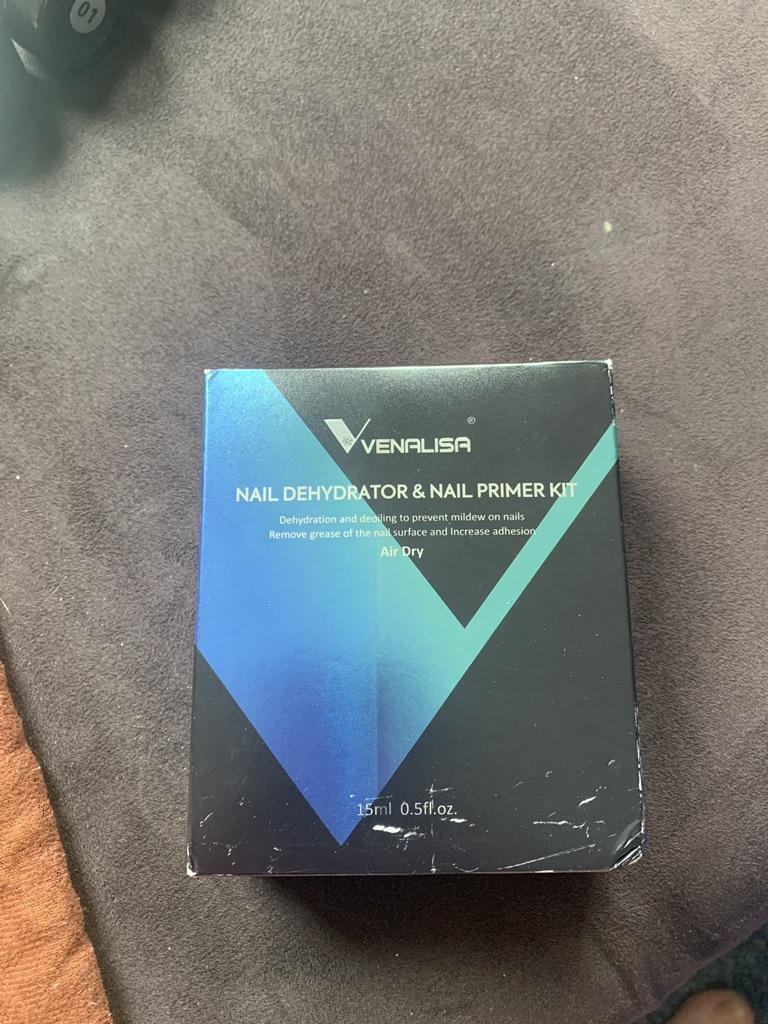 01
VENALISA ®
NAIL DEHYDRATOR & NAIL PRIMER KIT
Dehydration and deoiling to prevent mildew on nails
Remove grease of the nail surface and Increase adhesion
Air Dry
15ml 0.5fl.oz.